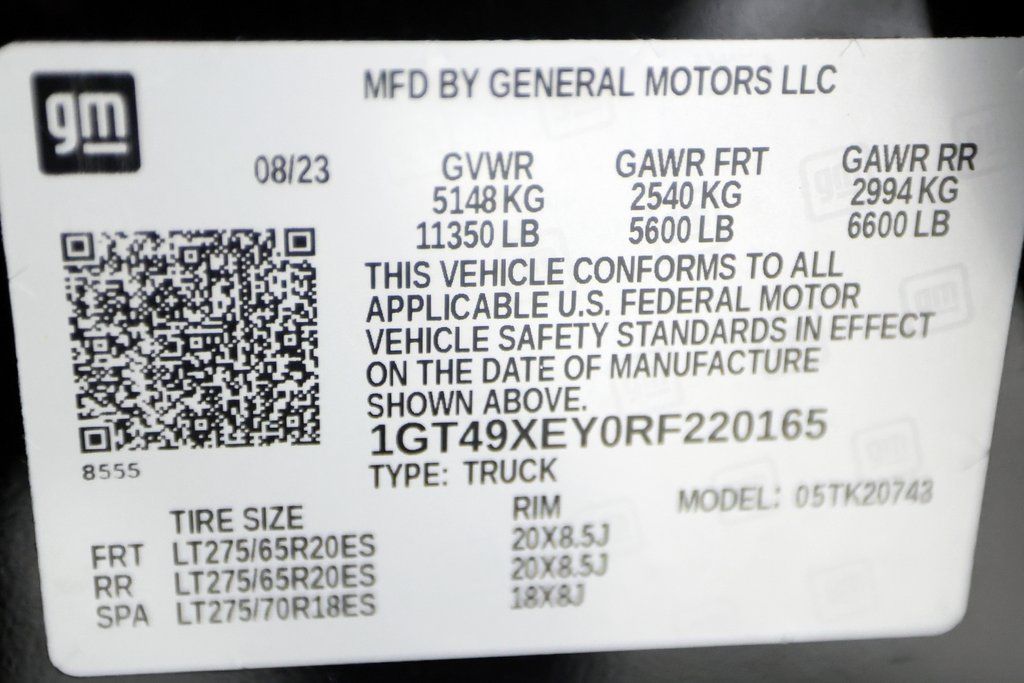 gm
MFD BY GENERAL MOTORS LLC
08/23
GVWR GAWR FRT GAWR RR
5148 KG 2540 KG 2994 KG
11350 LB 5600 LB 6600 LB
THIS VEHICLE CONFORMS TO ALL
APPLICABLE U.S. FEDERAL MOTOR
VEHICLE SAFETY STANDARDS IN EFFECT
ON THE DATE OF MANUFACTURE
SHOWN ABOVE.
1GT49XEY0RF220165
8555
TYPE: TRUCK
MODEL: 05TK20743
TIRE SIZE RIM
FRT LT275/65R20ES 20X8.5J
RR LT275/65R20ES 20X8.5J
SPA LT275/70R18ES 18X8J